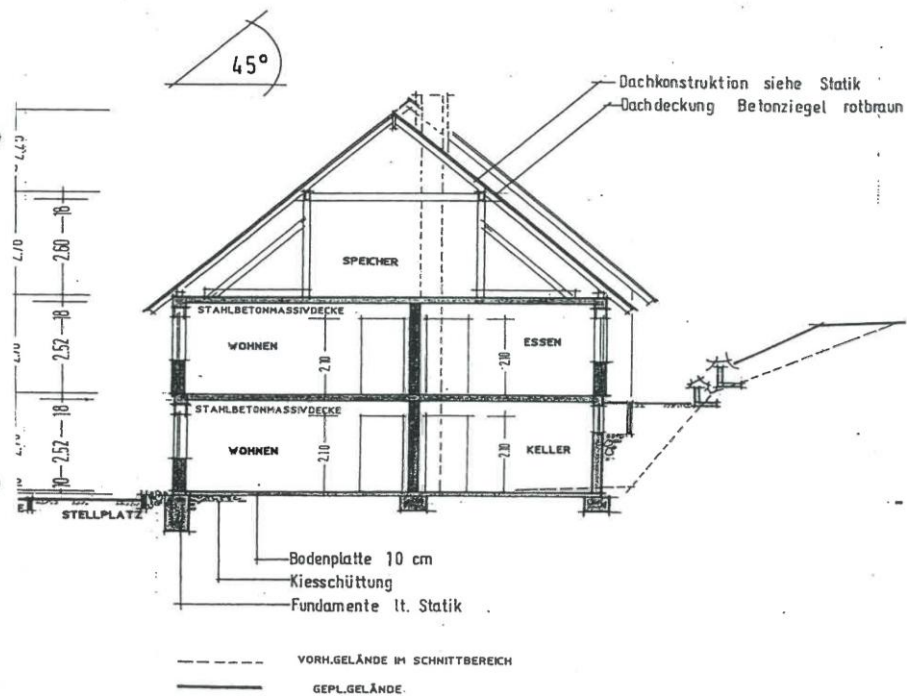 45°
Dachkonstruktion siehe Statik
Dachdeckung Betonziegel rotbraun
18
2.60
SPEICHER
STAHLBETONMASSIVDECKE
18
2.52
WOHNEN
2.10
2.10
ESSEN
STAHLBETONMASSIVDECKE
18
2.52
10
WOHNEN
2.10
2.10
KELLER
STELLPLATZ
Bodenplatte 10 cm
Kiesschüttung
Fundamente lt. Statik
VORH.GELÄNDE IM SCHNITTBEREICH
GEPL.GELÄNDE